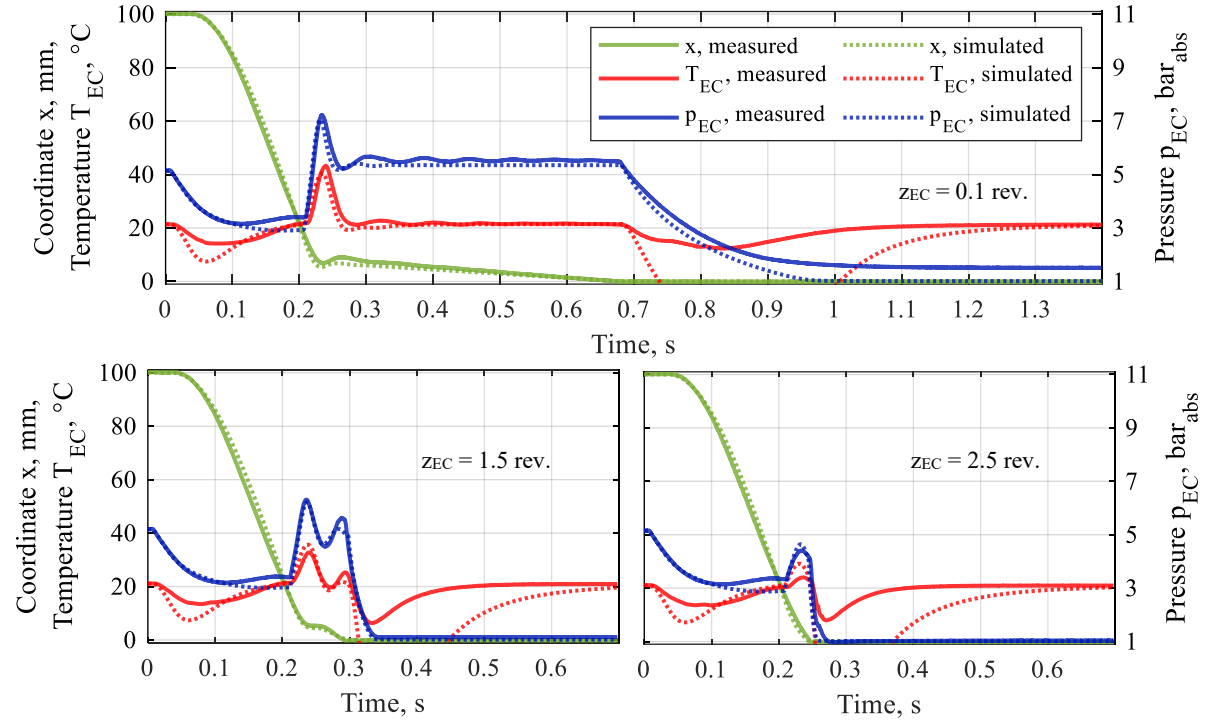 Coordinate x, mm,
Temperature T_EC, °C
100
80
60
40
20
0
11
9
7
5
3
1
Pressure p_EC, bar_abs
x, measured
x, simulated
T_EC, measured
T_EC, simulated
p_EC, measured
p_EC, simulated
z_EC = 0.1 rev.
0 0.1 0.2 0.3 0.4 0.5 0.6 0.7 0.8 0.9 1 1.1 1.2 1.3
Time, s
Coordinate x, mm,
Temperature T_EC, °C
100
80
60
40
20
0
z_EC = 1.5 rev.
0 0.1 0.2 0.3 0.4 0.5 0.6
Time, s
z_EC = 2.5 rev.
11
9
7
5
3
1
Pressure p_EC, bar_abs
0 0.1 0.2 0.3 0.4 0.5 0.6
Time, s